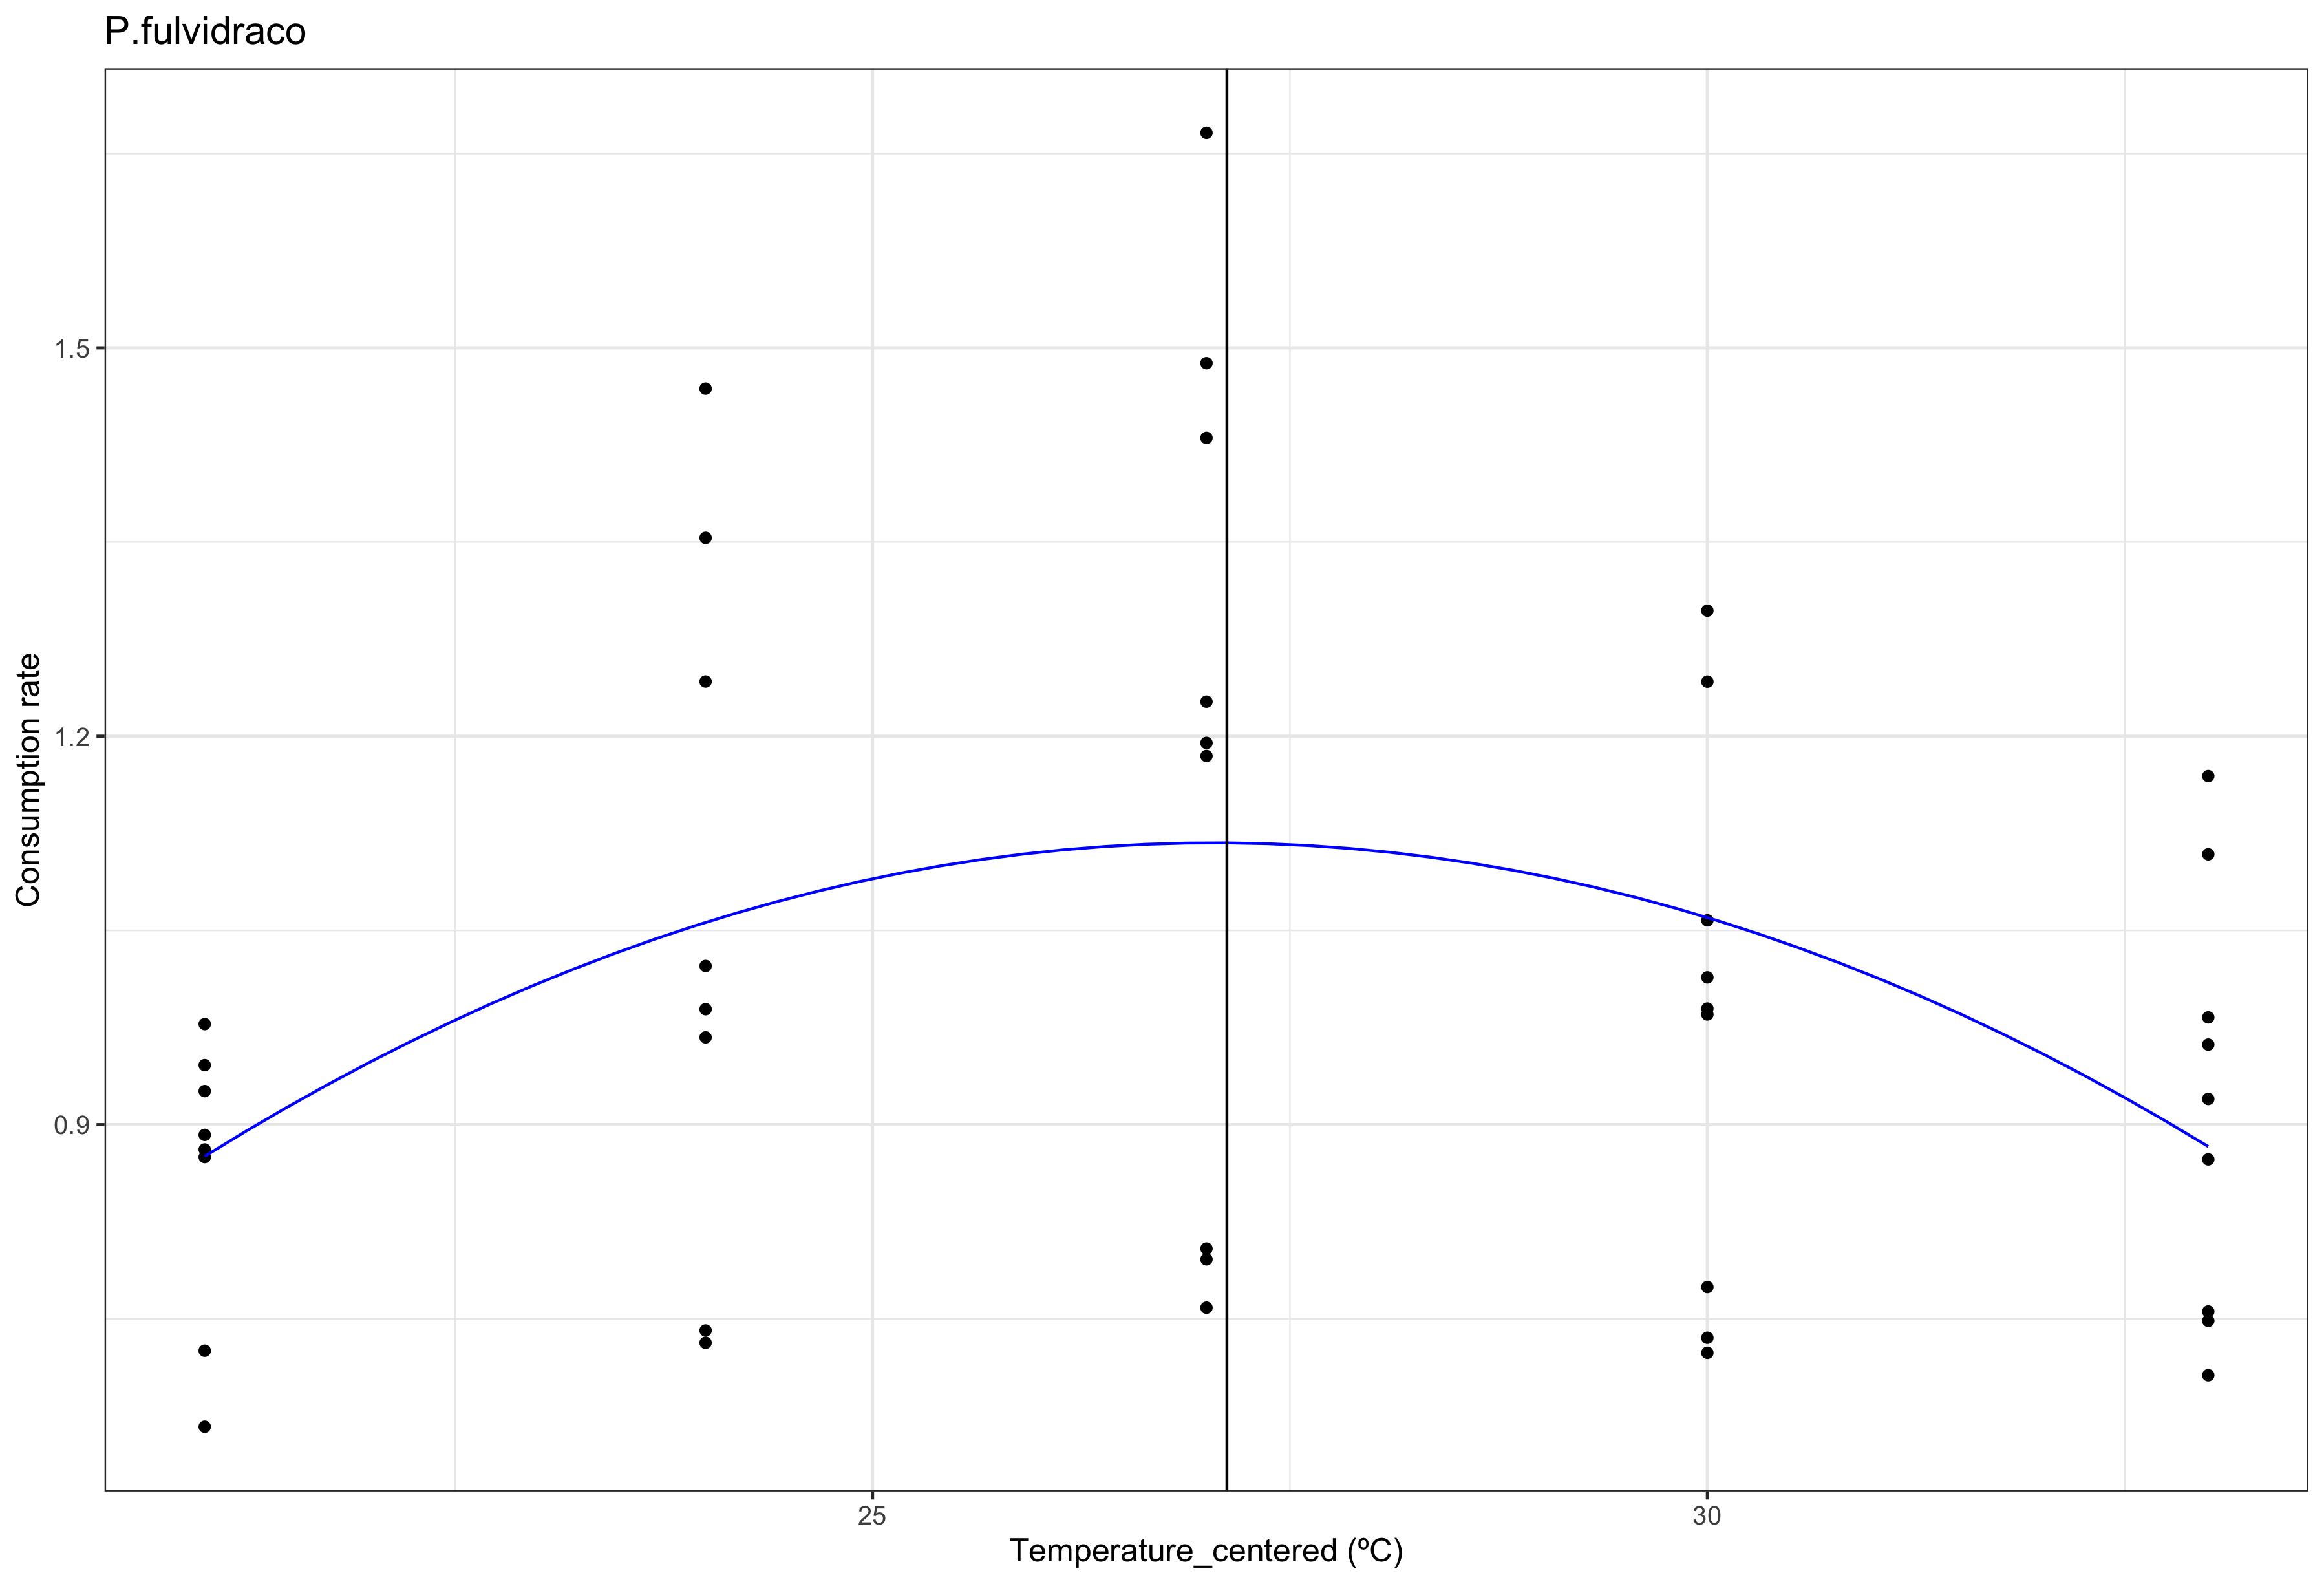 P.fulvidraco
Consumption rate
1.5
1.2
0.9
25
30
Temperature_centered (ºC)